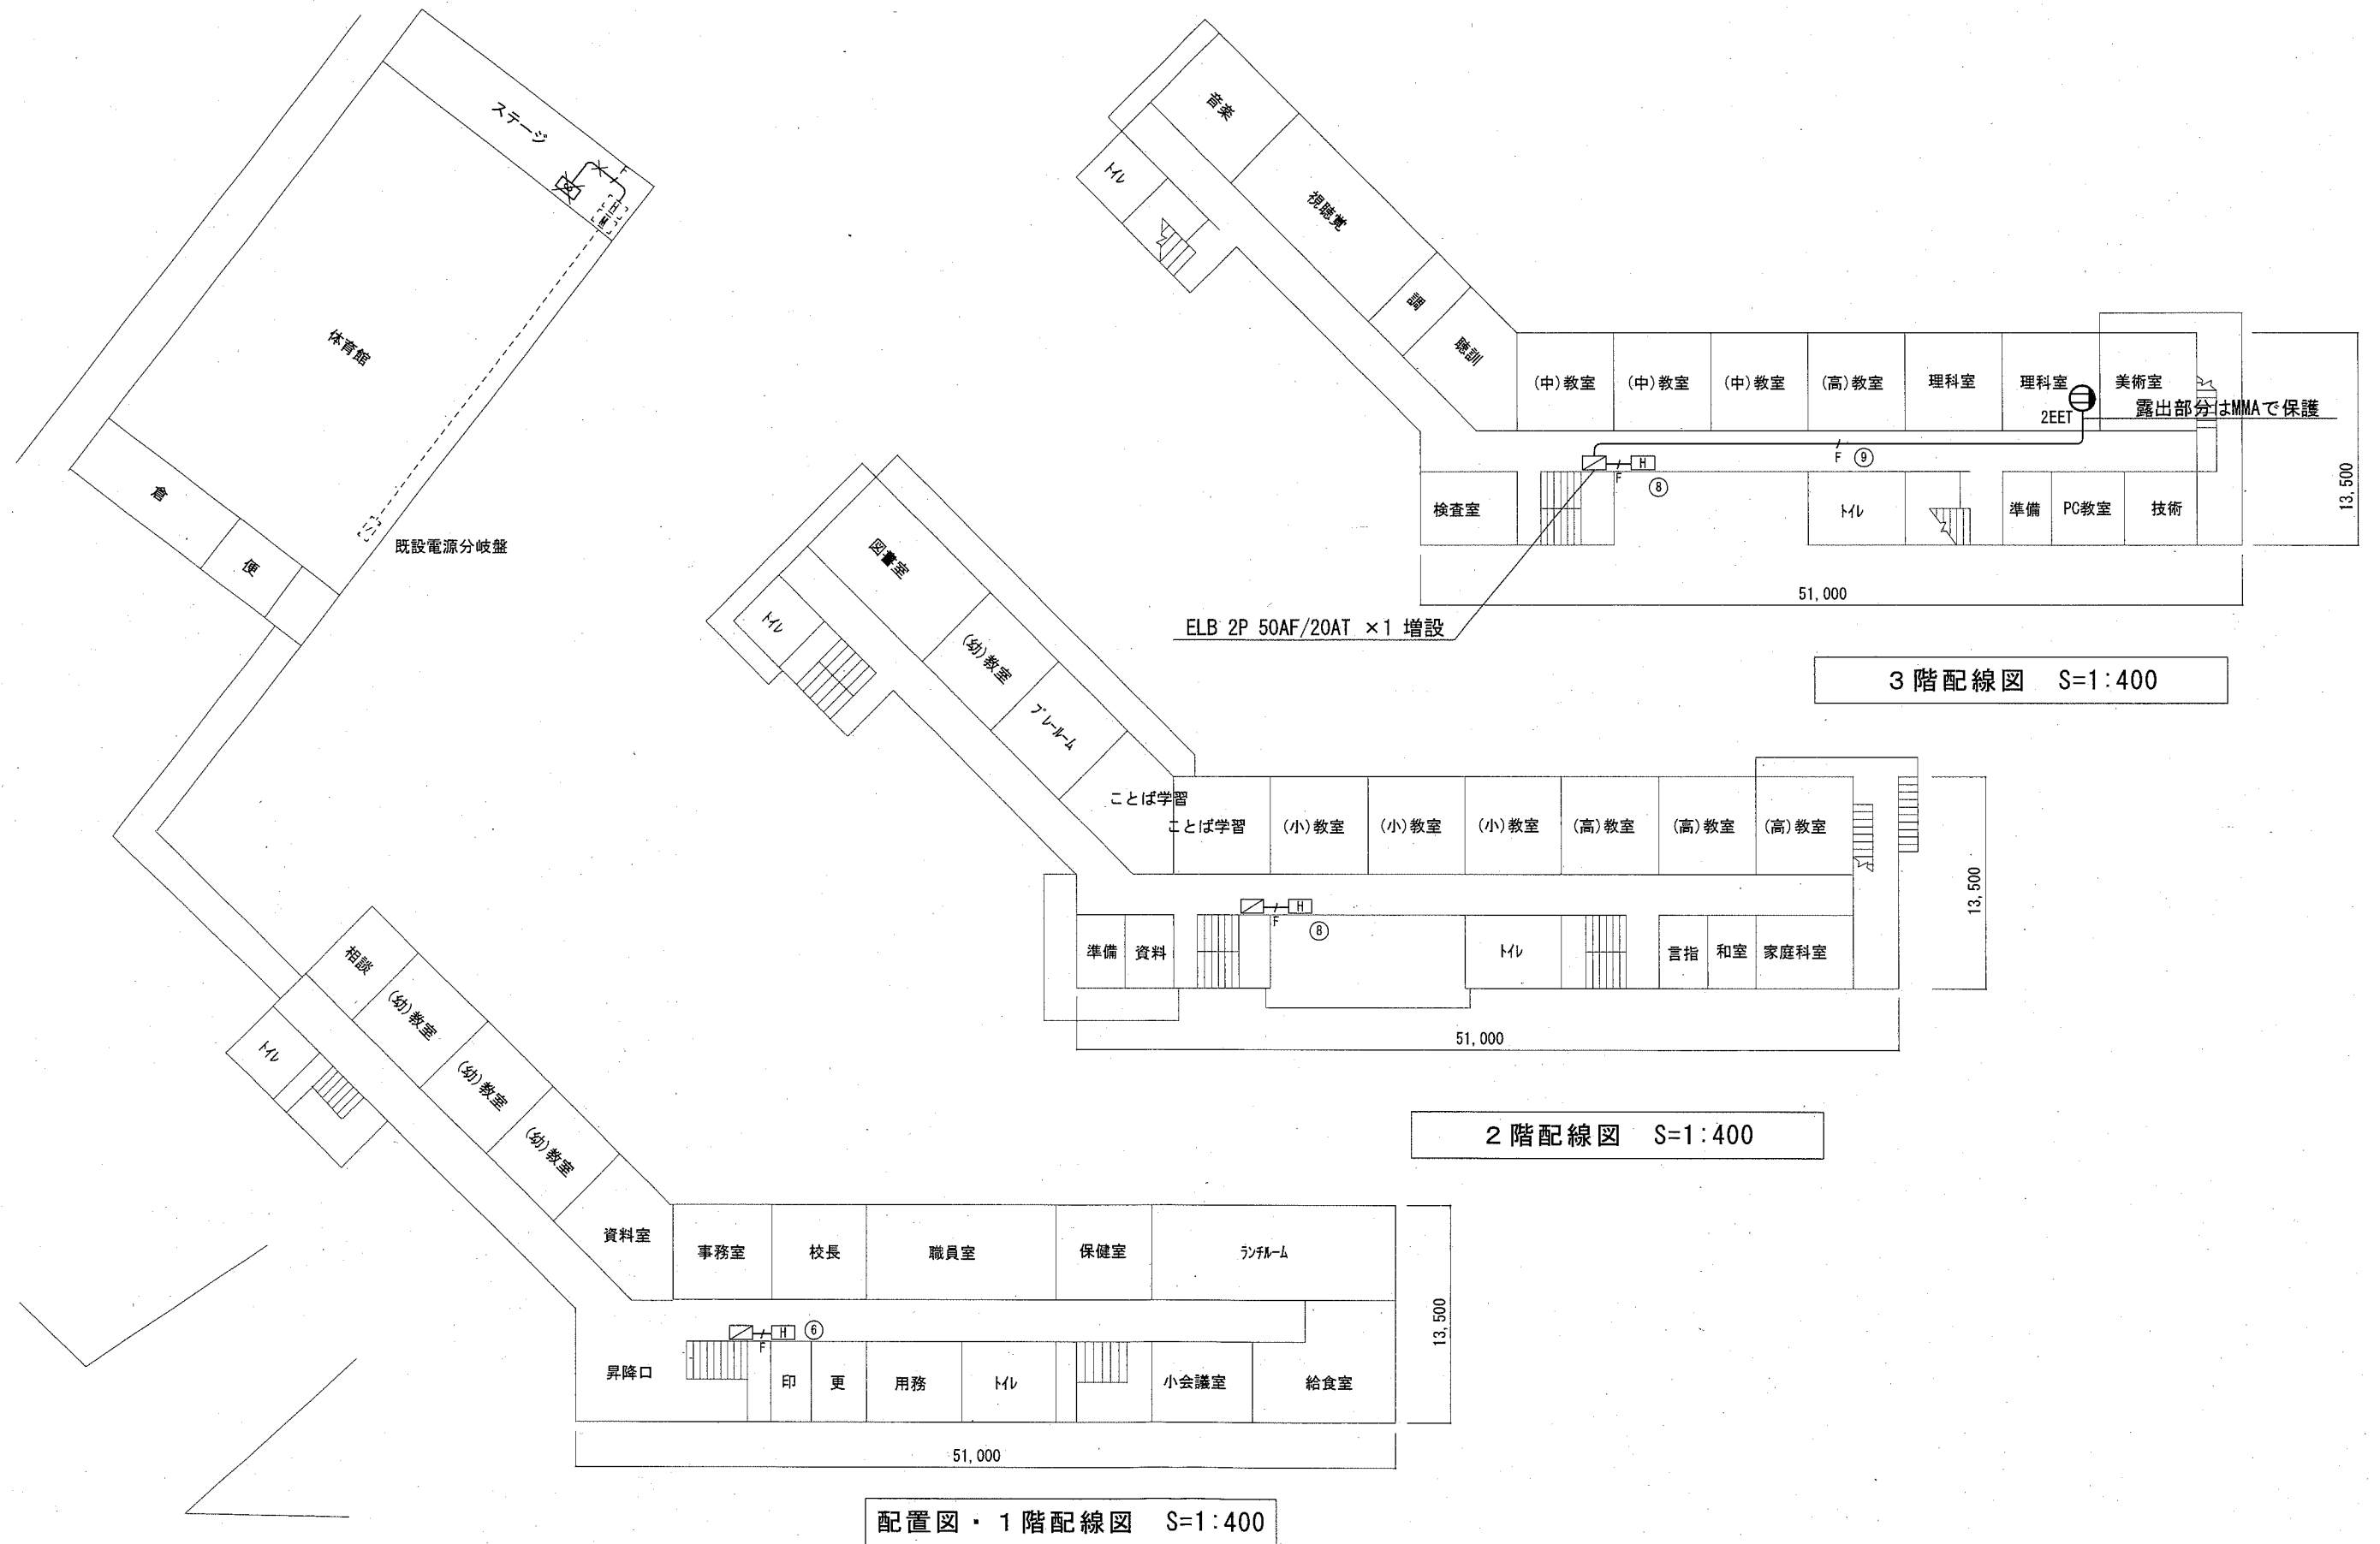 ステージ
F
H
体育館
倉
便
既設電源分岐盤
音楽
トイレ
視聴覚
調
聴訓
(中)教室
(中)教室
(中)教室
(高)教室
理科室
理科室
美術室
2EET
露出部分はMMAで保護
F
⑨
H
F
⑧
検査室
トイレ
準備
PC教室
技術
13,500
51,000
ELB 2P 50AF/20AT ×1 増設
3階配線図 S=1:400
図書室
トイレ
(幼)教室
プレールーム
ことば学習
ことば学習
(小)教室
(小)教室
(小)教室
(高)教室
(高)教室
(高)教室
H
F
⑧
準備
資料
トイレ
言指
和室
家庭科室
13,500
51,000
2階配線図 S=1:400
相談
(幼)教室
トイレ
(幼)教室
(幼)教室
資料室
事務室
校長
職員室
保健室
ランチルーム
H
⑥
F
昇降口
印
更
用務
トイレ
小会議室
給食室
13,500
51,000
配置図・1階配線図 S=1:400